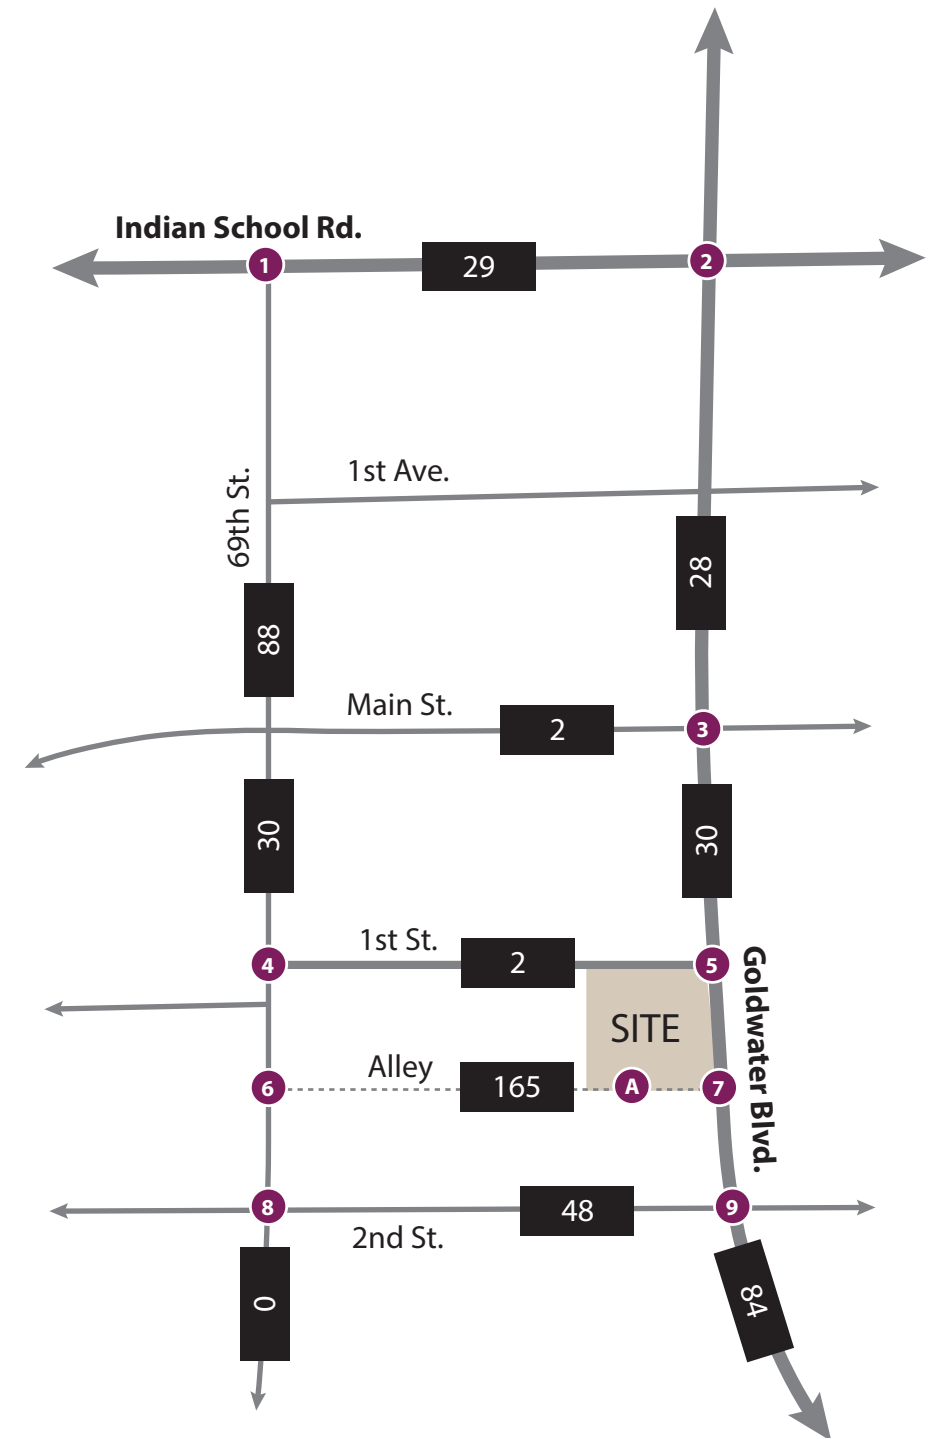 Indian School Rd.
1
29
2
1st Ave.
69th St.
28
88
Main St.
2
3
30
30
1st St.
4
2
5
Goldwater Blvd.
SITE
Alley
6
165
A
7
8
48
9
2nd St.
0
84